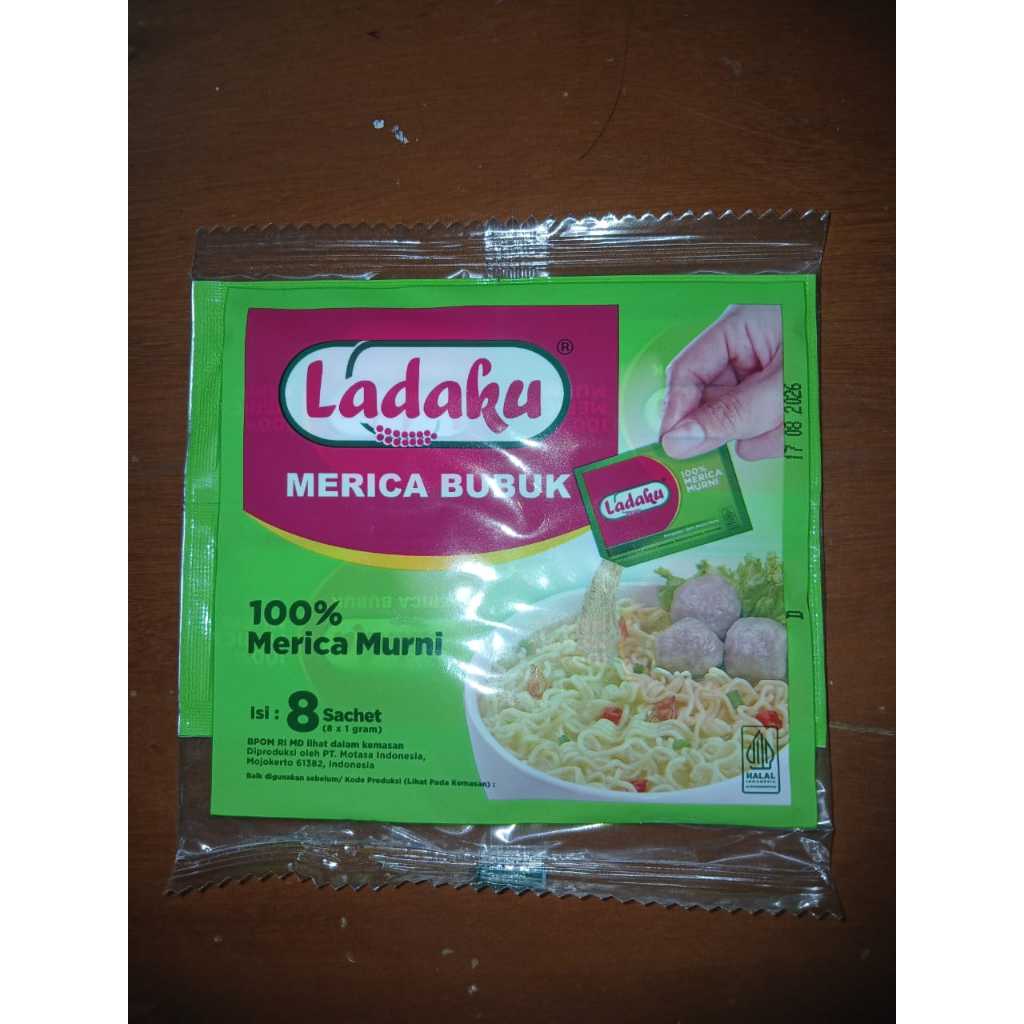 Ladaku ®
MERICA BUBUK
100%
MERICA
MURNI
Ladaku
17 08 2026
D
100%
Merica Murni
Isi : 8 Sachet
(8 x 1 gram)
BPOM RI MD lihat dalam kemasan
Diproduksi oleh PT. Motasa Indonesia,
Mojokerto 61382, Indonesia
Baik digunakan sebelum/ Kode Produksi (Lihat Pada Kemasan) :
HALAL
INDONESIA